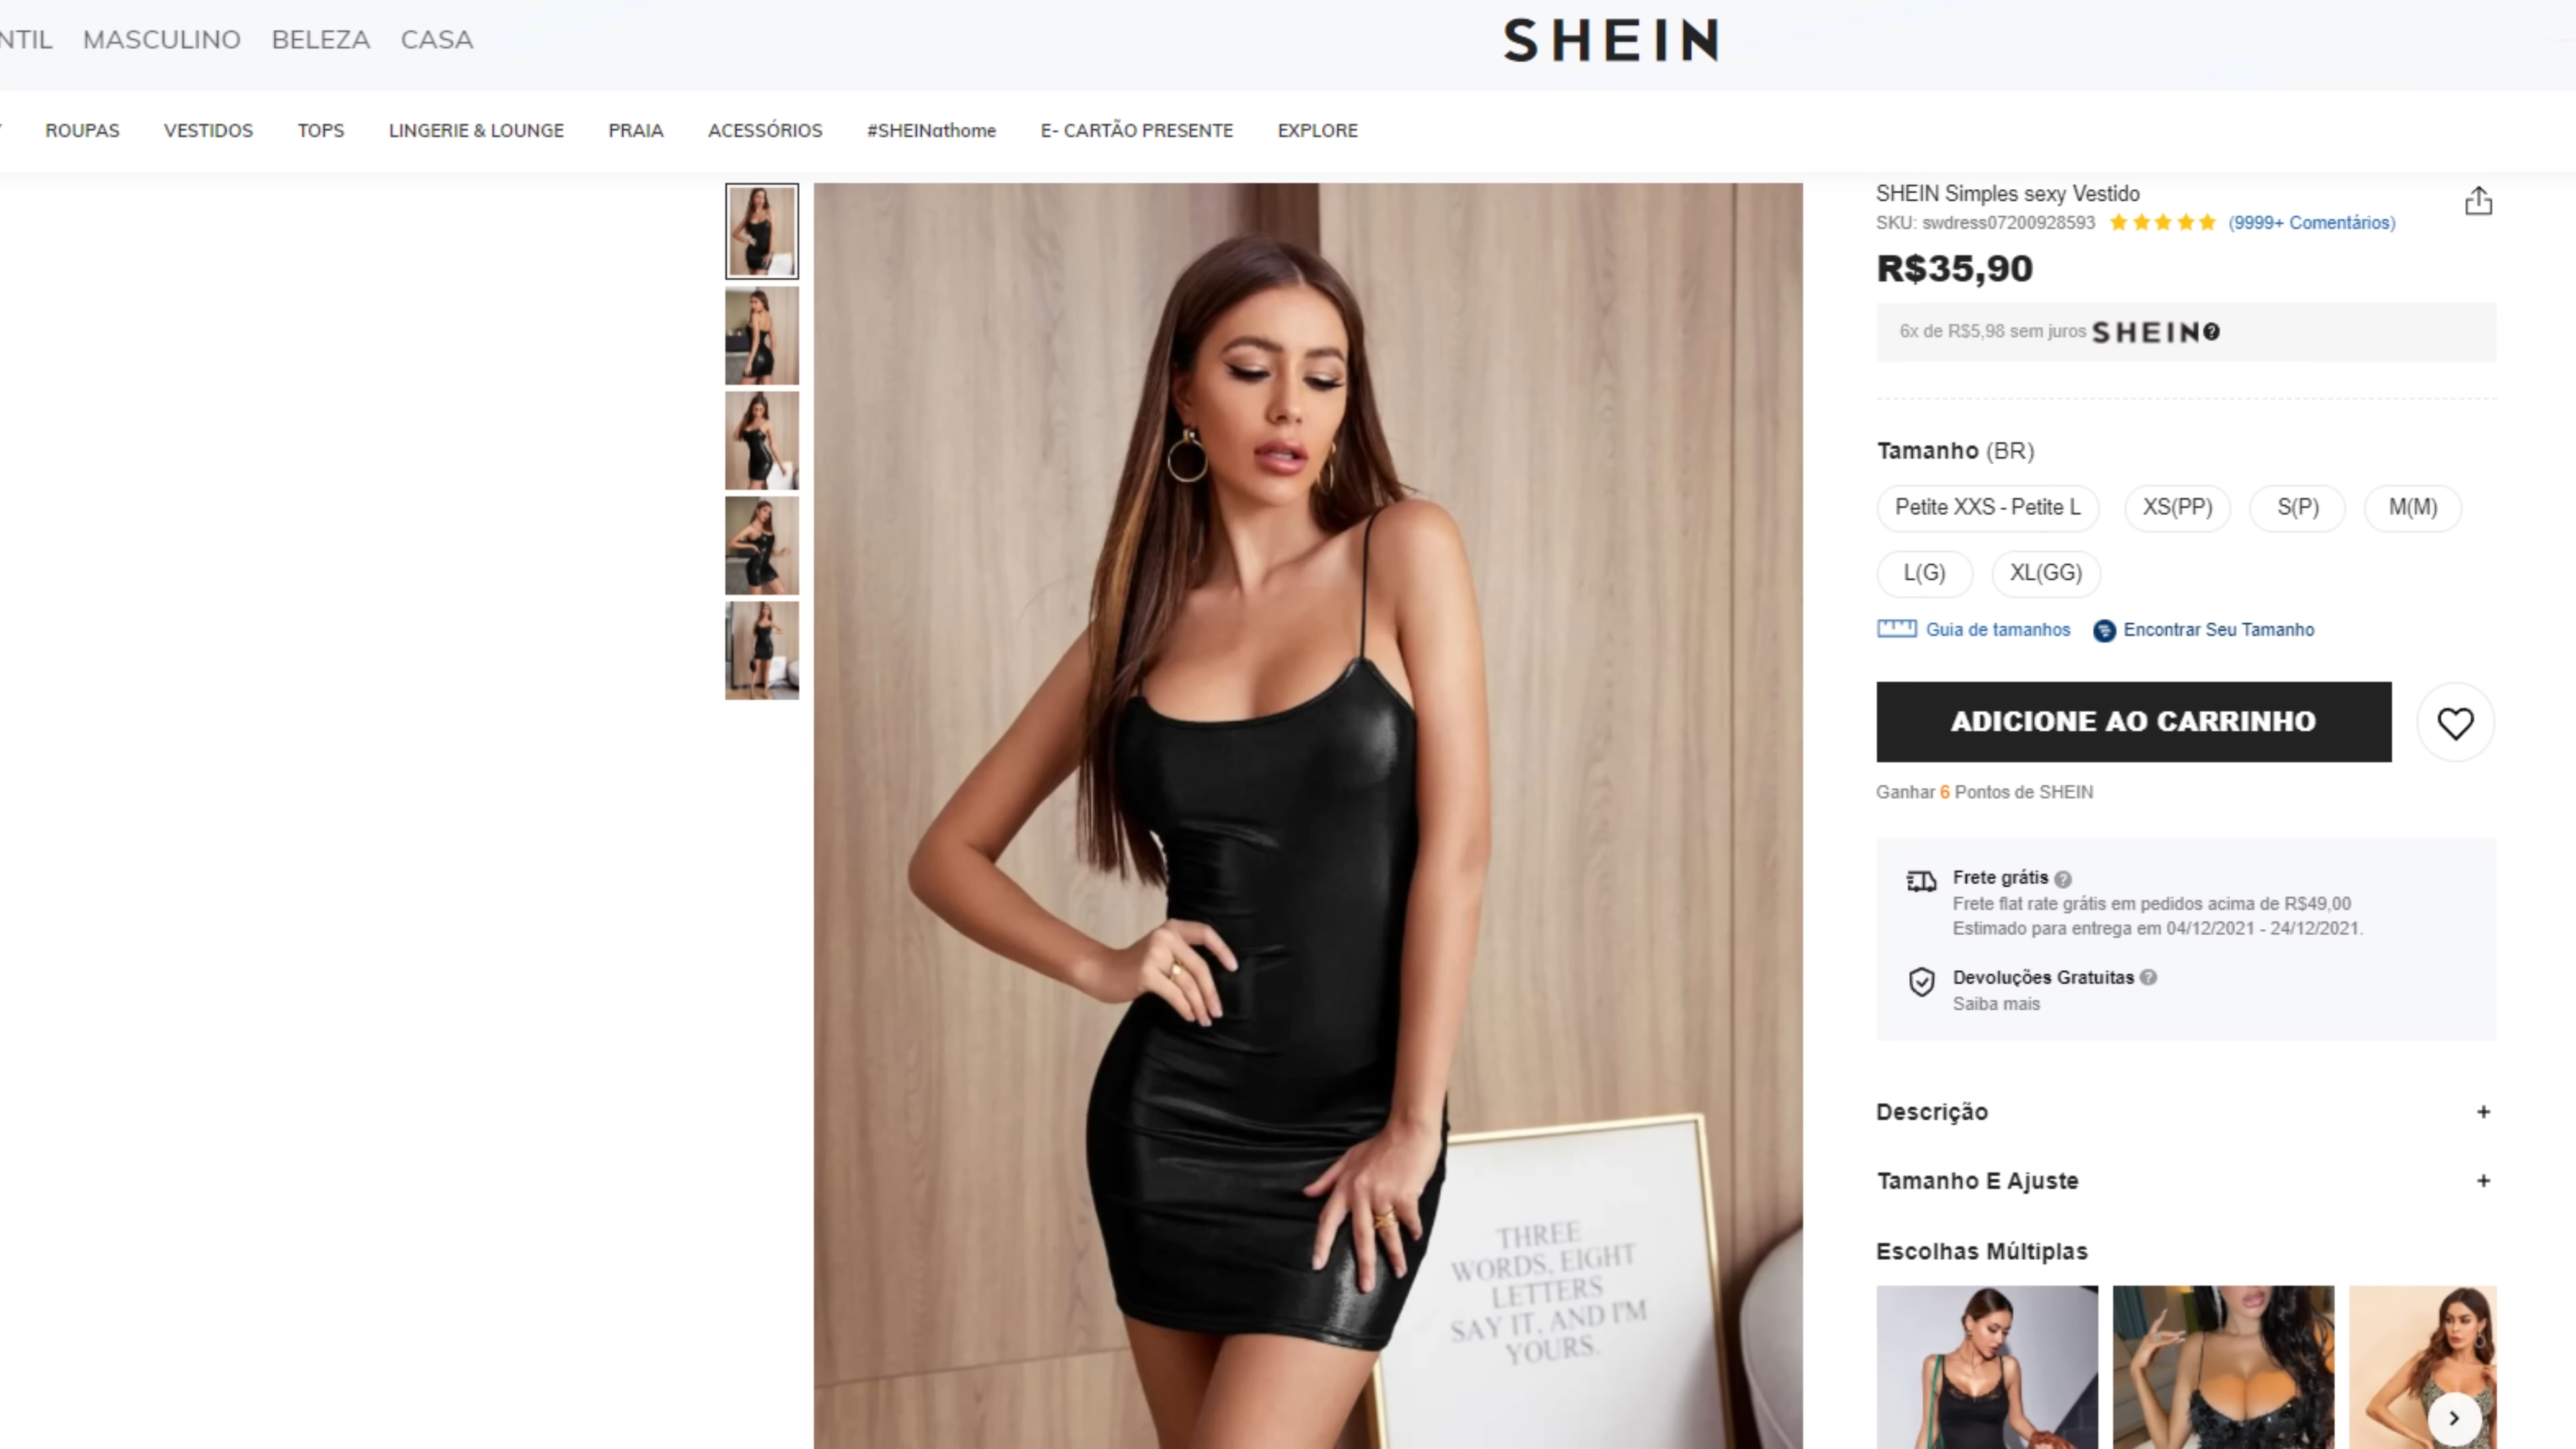 NTIL MASCULINO BELEZA CASA
SHEIN
ROUPAS VESTIDOS TOPS LINGERIE & LOUNGE PRAIA ACESSÓRIOS #SHEINathome E- CARTÃO PRESENTE EXPLORE
SHEIN Simples sexy Vestido
SKU: swdress07200928593 (9999+ Comentários)
R$35,90
6x de R$5,98 sem juros SHEIN
Tamanho (BR)
Petite XXS - Petite L XS(PP) S(P) M(M)
L(G) XL(GG)
Guia de tamanhos Encontrar Seu Tamanho
ADICIONE AO CARRINHO
Ganhar 6 Pontos de SHEIN
Frete grátis
Frete flat rate grátis em pedidos acima de R$49,00
Estimado para entrega em 04/12/2021 - 24/12/2021.
Devoluções Gratuitas
Saiba mais
Descrição +
Tamanho E Ajuste +
Escolhas Múltiplas
THREE
WORDS, EIGHT
LETTERS
SAY IT, AND I'M
YOURS.